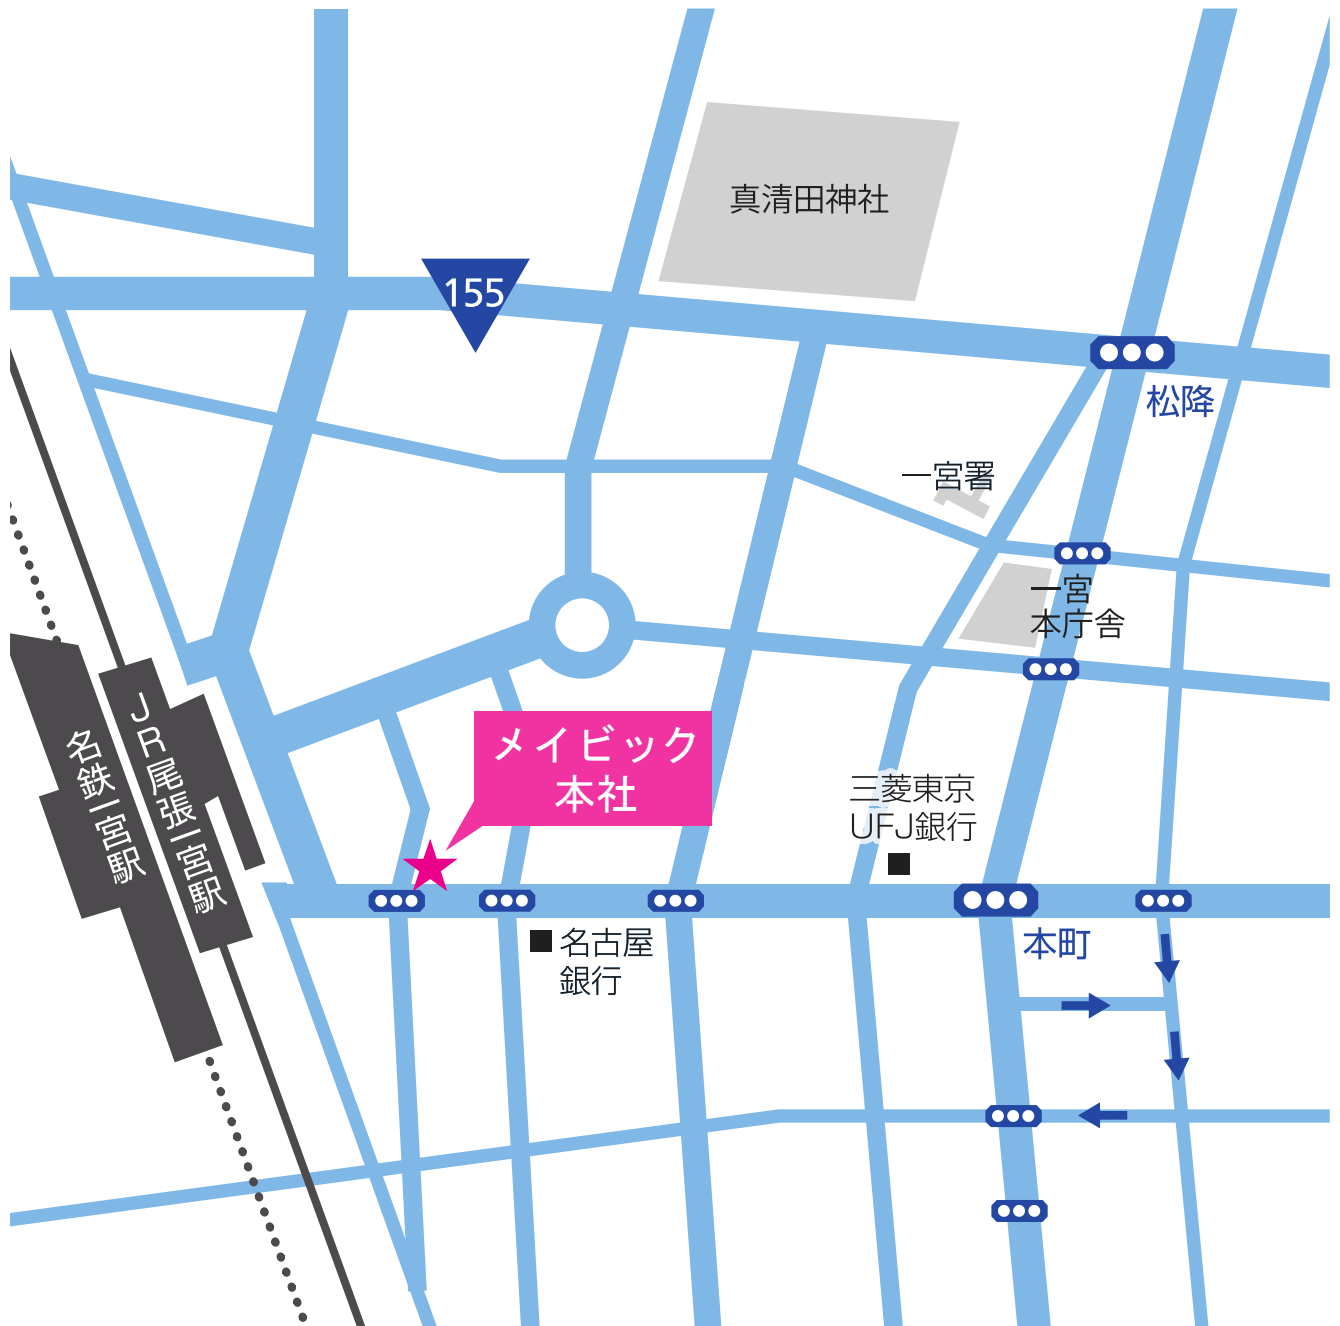 真清田神社
155
松降
一宮署
一宮
本庁舎
メイビック
本社
JR尾張一宮駅
名鉄一宮駅
三菱東京
UFJ銀行
名古屋
銀行
本町